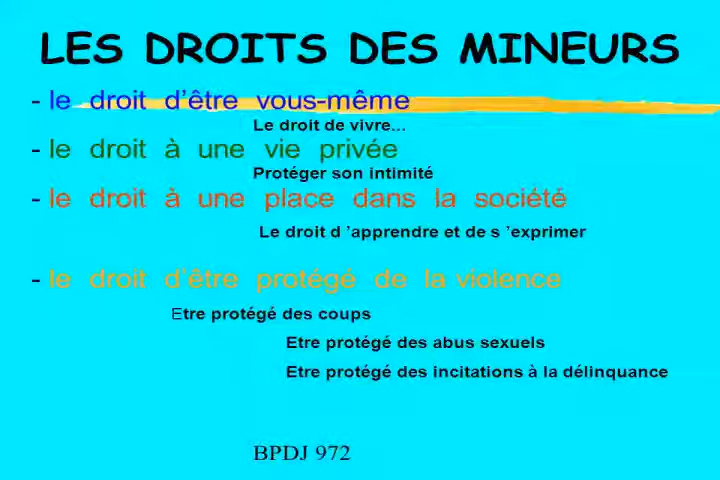 LES DROITS DES MINEURS
- le droit d'être vous-même
Le droit de vivre...
- le droit à une vie privée
Protéger son intimité
- le droit à une place dans la société
Le droit d 'apprendre et de s 'exprimer
- le droit d'être protégé de la violence
Etre protégé des coups
Etre protégé des abus sexuels
Etre protégé des incitations à la délinquance
BPDJ 972